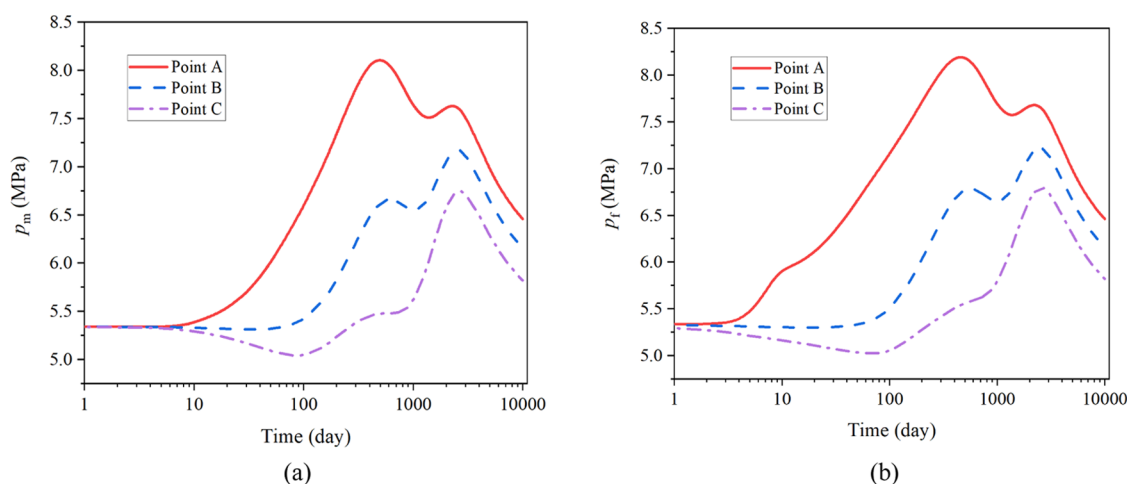 8.5
8.0
7.5
7.0
6.5
6.0
5.5
5.0
p_m (MPa)
Point A
Point B
Point C
1
10
100
1000
10000
Time (day)
(a)
8.5
8.0
7.5
7.0
6.5
6.0
5.5
5.0
p_f (MPa)
Point A
Point B
Point C
1
10
100
1000
10000
Time (day)
(b)